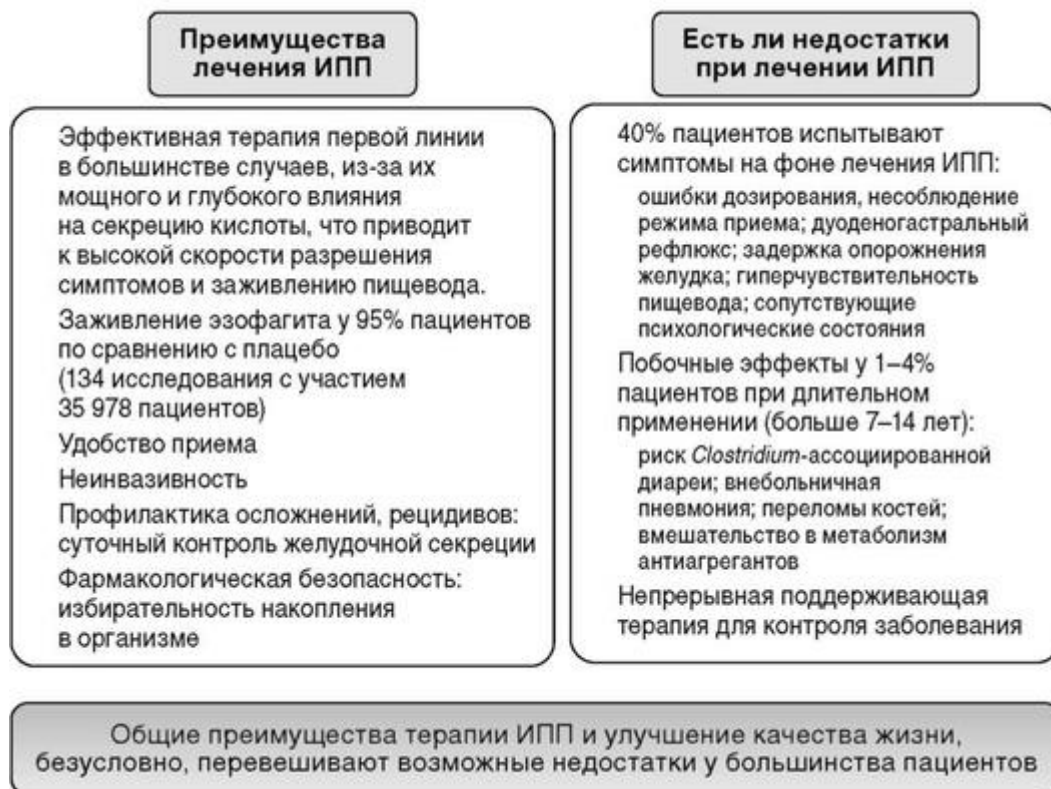 Преимущества
лечения ИПП
Эффективная терапия первой линии
в большинстве случаев, из-за их
мощного и глубокого влияния
на секрецию кислоты, что приводит
к высокой скорости разрешения
симптомов и заживлению пищевода.
Заживление эзофагита у 95% пациентов
по сравнению с плацебо
(134 исследования с участием
35 978 пациентов)
Удобство приема
Неинвазивность
Профилактика осложнений, рецидивов:
суточный контроль желудочной секреции
Фармакологическая безопасность:
избирательность накопления
в организме
Есть ли недостатки
при лечении ИПП
40% пациентов испытывают
симптомы на фоне лечения ИПП:
ошибки дозирования, несоблюдение
режима приема; дуоденогастральный
рефлюкс; задержка опорожнения
желудка; гиперчувствительность
пищевода; сопутствующие
психологические состояния
Побочные эффекты у 1–4%
пациентов при длительном
применении (больше 7–14 лет):
риск Clostridium-ассоциированной
диареи; внебольничная
пневмония; переломы костей;
вмешательство в метаболизм
антиагрегантов
Непрерывная поддерживающая
терапия для контроля заболевания
Общие преимущества терапии ИПП и улучшение качества жизни,
безусловно, перевешивают возможные недостатки у большинства пациентов